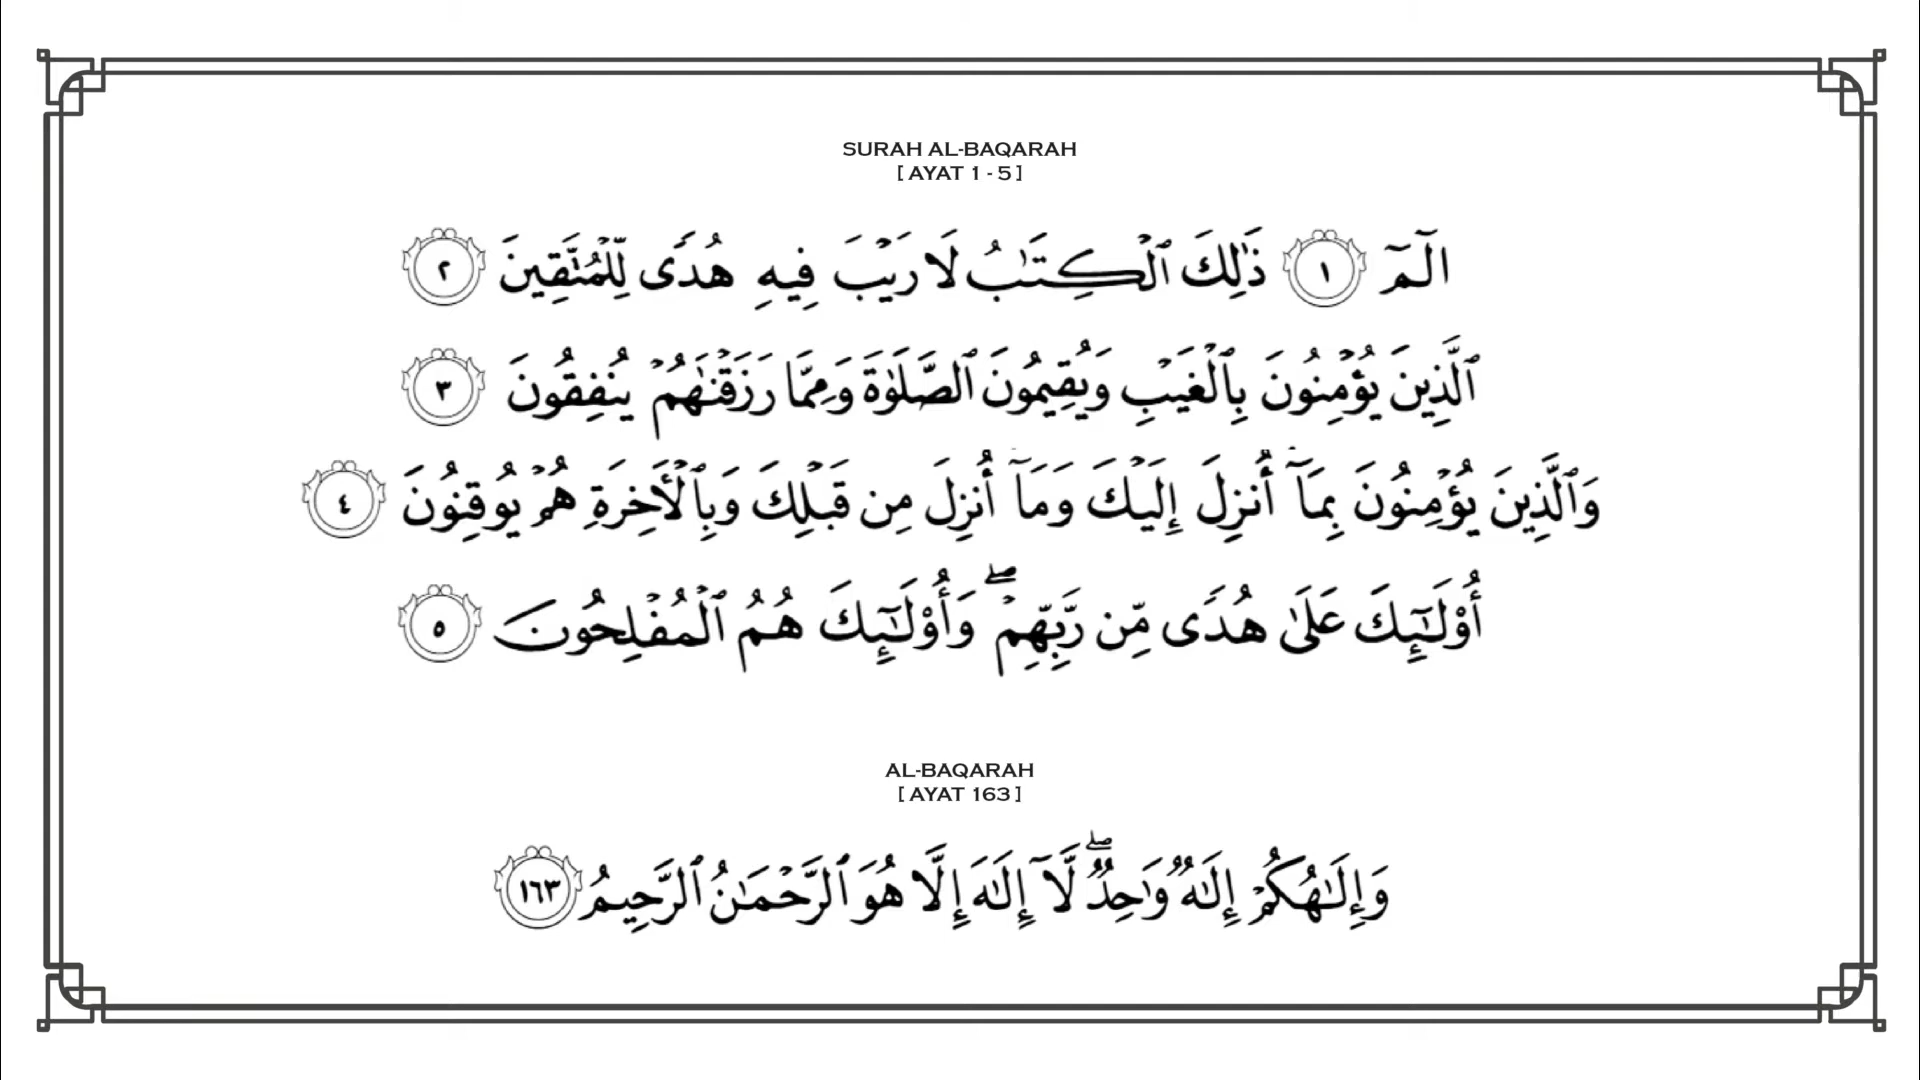 SURAH AL-BAQARAH
[ AYAT 1 - 5 ]
الٓمٓ ١ ذَٰلِكَ ٱلْكِتَٰبُ لَا رَيْبَ فِيهِ هُدًى لِّلْمُتَّقِينَ ٢
ٱلَّذِينَ يُؤْمِنُونَ بِٱلْغَيْبِ وَيُقِيمُونَ ٱلصَّلَوٰةَ وَمِمَّا رَزَقْنَٰهُمْ يُنفِقُونَ ٣
وَٱلَّذِينَ يُؤْمِنُونَ بِمَآ أُنزِلَ إِلَيْكَ وَمَآ أُنزِلَ مِن قَبْلِكَ وَبِٱلْأَخِرَةِ هُمْ يُوقِنُونَ ٤
أُوْلَٰٓئِكَ عَلَىٰ هُدًى مِّن رَّبِّهِمْ ۖ وَأُوْلَٰٓئِكَ هُمُ ٱلْمُفْلِحُونَ ٥
AL-BAQARAH
[ AYAT 163 ]
وَإِلَٰهُكُمْ إِلَٰهٌ وَٰحِدٌ ۖ لَّآ إِلَٰهَ إِلَّا هُوَ ٱلرَّحْمَٰنُ ٱلرَّحِيمُ ١٦٣